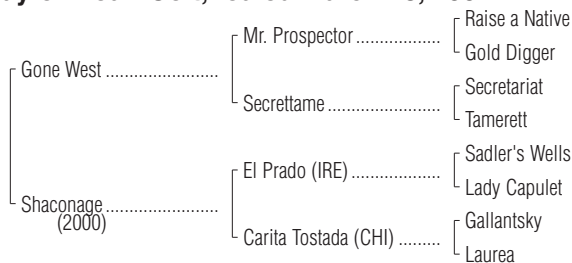 Raise a Native
Mr. Prospector ..................
Gold Digger
Gone West ........................
Secretariat
Secrettame ........................
Tamerett
Sadler's Wells
El Prado (IRE) ...................
Lady Capulet
Shaconage ........................
(2000)
Gallantsky
Carita Tostada (CHI) .........
Laurea